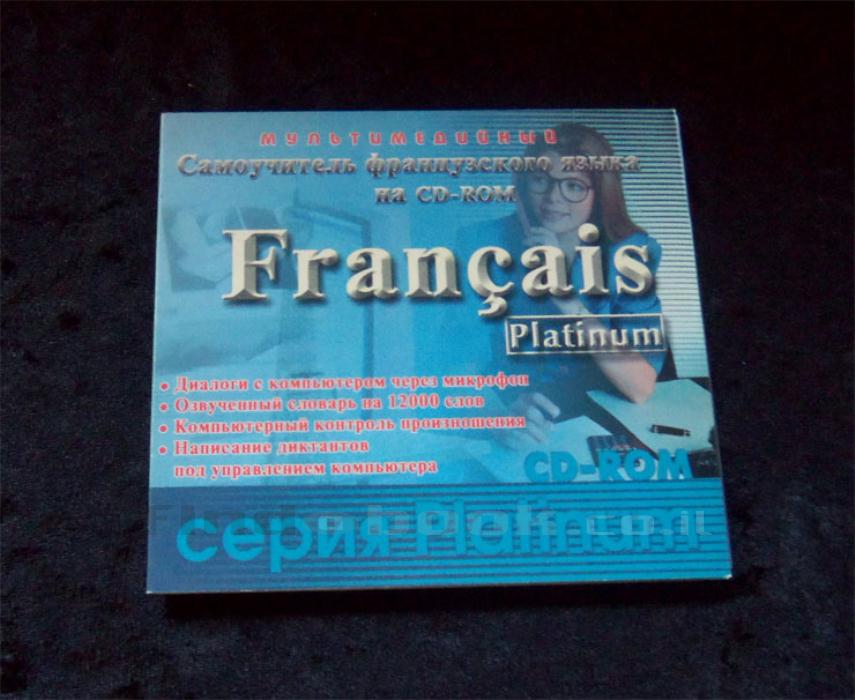 МУЛЬТИМЕДИЙНЫЙ
Самоучитель французского языка
на CD-ROM
Français
Platinum
• Диалоги с компьютером через микрофон
• Озвученный словарь на 12000 слов
• Компьютерный контроль произношения
• Написание диктантов
под управлением компьютера
CD-ROM
серия Platinum